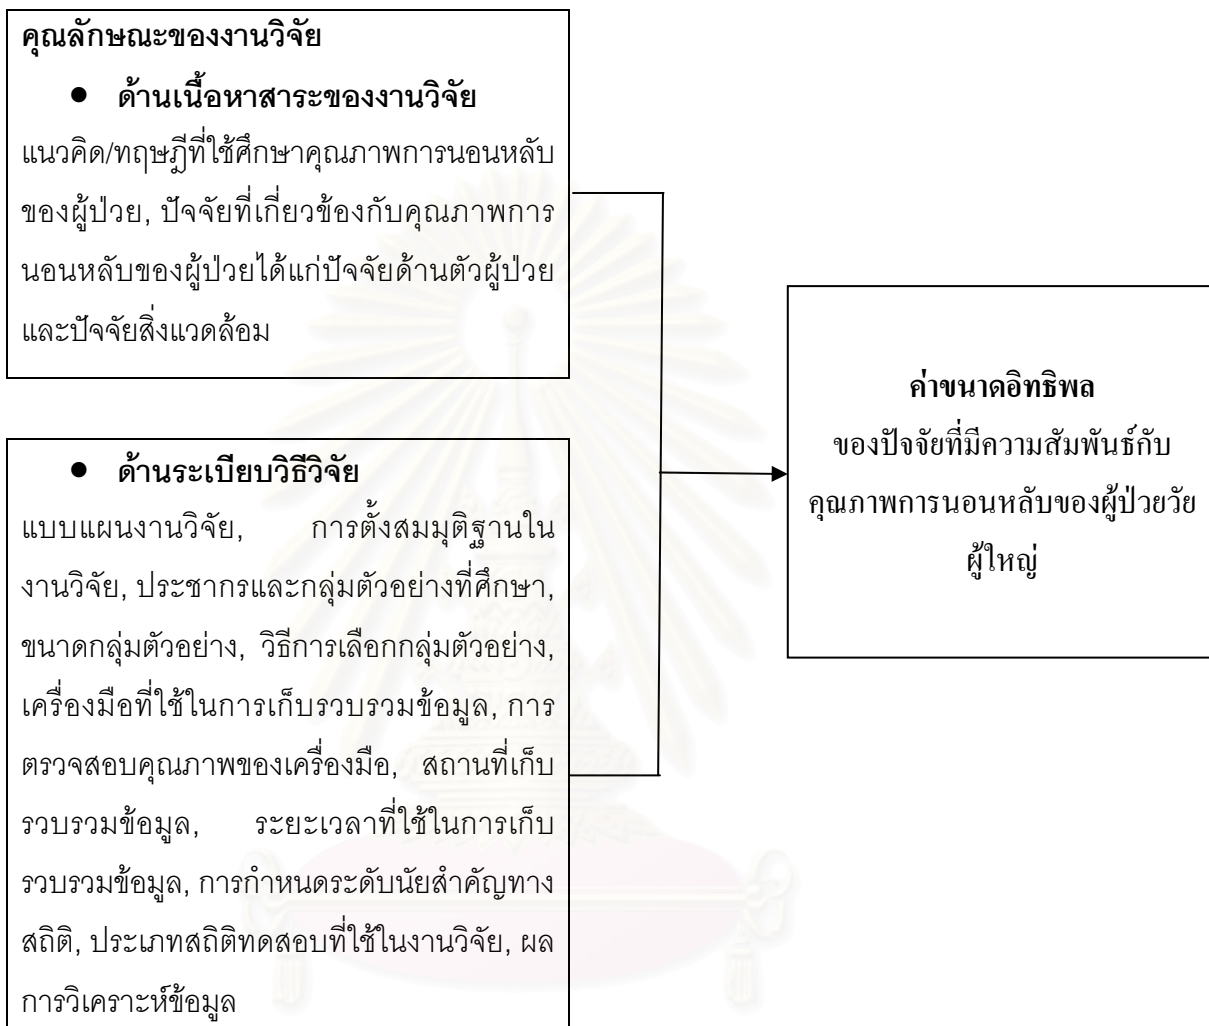 คุณลักษณะของงานวิจัย
● ด้านเนื้อหาสาระของงานวิจัย
แนวคิด/ทฤษฎีที่ใช้ศึกษาคุณภาพการนอนหลับ
ของผู้ป่วย, ปัจจัยที่เกี่ยวข้องกับคุณภาพการ
นอนหลับของผู้ป่วยได้แก่ปัจจัยด้านตัวผู้ป่วย
และปัจจัยสิ่งแวดล้อม
● ด้านระเบียบวิธีวิจัย
แบบแผนงานวิจัย, การตั้งสมมุติฐานใน
งานวิจัย, ประชากรและกลุ่มตัวอย่างที่ศึกษา,
ขนาดกลุ่มตัวอย่าง, วิธีการเลือกกลุ่มตัวอย่าง,
เครื่องมือที่ใช้ในการเก็บรวบรวมข้อมูล, การ
ตรวจสอบคุณภาพของเครื่องมือ, สถานที่เก็บ
รวบรวมข้อมูล, ระยะเวลาที่ใช้ในการเก็บ
รวบรวมข้อมูล, การกำหนดระดับนัยสำคัญทาง
สถิติ, ประเภทสถิติทดสอบที่ใช้ในงานวิจัย, ผล
การวิเคราะห์ข้อมูล
ค่าขนาดอิทธิพล
ของปัจจัยที่มีความสัมพันธ์กับ
คุณภาพการนอนหลับของผู้ป่วยวัย
ผู้ใหญ่